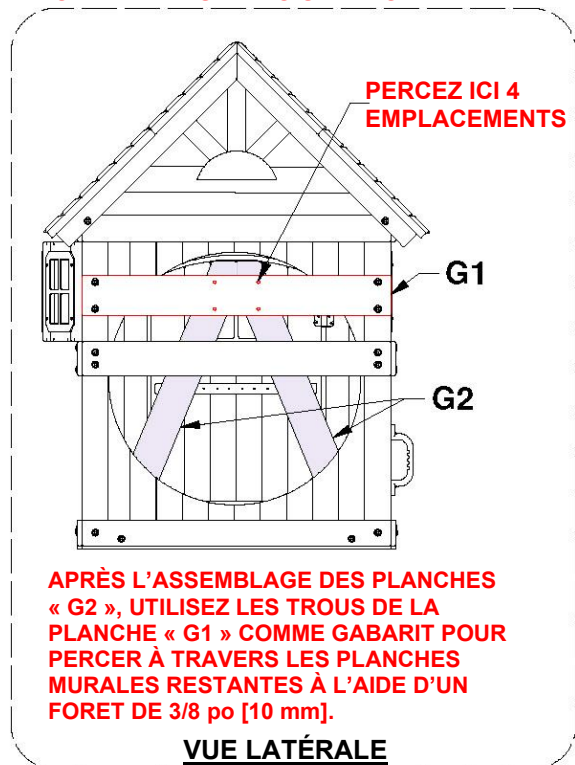 PERCEZ ICI 4
EMPLACEMENTS
G1
G2
APRÈS L’ASSEMBLAGE DES PLANCHES
« G2 », UTILISEZ LES TROUS DE LA
PLANCHE « G1 » COMME GABARIT POUR
PERCER À TRAVERS LES PLANCHES
MURALES RESTANTES À L’AIDE D’UN
FORET DE 3/8 po [10 mm].
VUE LATÉRALE